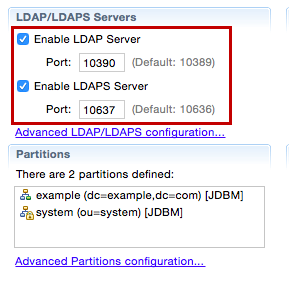 LDAP/LDAPS Servers
Enable LDAP Server
Port: 10390 (Default: 10389)
Enable LDAPS Server
Port: 10637 (Default: 10636)
Advanced LDAP/LDAPS configuration...
Partitions
There are 2 partitions defined:
example (dc=example,dc=com) [JDBM]
system (ou=system) [JDBM]
Advanced Partitions configuration...